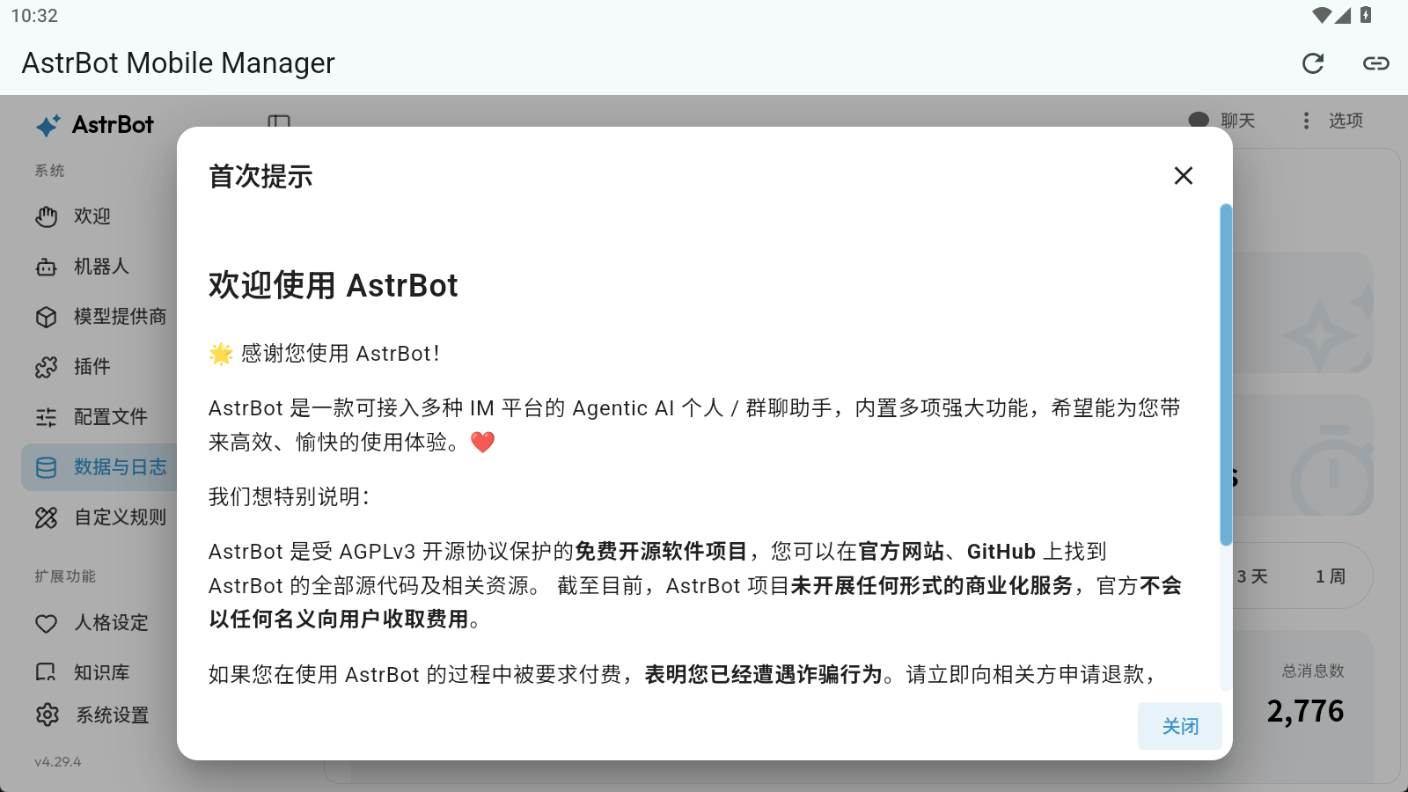 10:32
AstrBot Mobile Manager
AstrBot
聊天
选项
系统
欢迎
机器人
模型提供商
插件
配置文件
数据与日志
自定义规则
扩展功能
人格设定
知识库
系统设置
v4.29.4
首次提示
欢迎使用 AstrBot
🌟 感谢您使用 AstrBot！
AstrBot 是一款可接入多种 IM 平台的 Agentic AI 个人 / 群聊助手，内置多项强大功能，希望能为您带
来高效、愉快的使用体验。❤️
我们想特别说明：
AstrBot 是受 AGPLv3 开源协议保护的免费开源软件项目，您可以在官方网站、GitHub 上找到
AstrBot 的全部源代码及相关资源。 截至目前，AstrBot 项目未开展任何形式的商业化服务，官方不会
以任何名义向用户收取费用。
如果您在使用 AstrBot 的过程中被要求付费，表明您已经遭遇诈骗行为。请立即向相关方申请退款，
关闭
s
3 天
1 周
总消息数
2,776